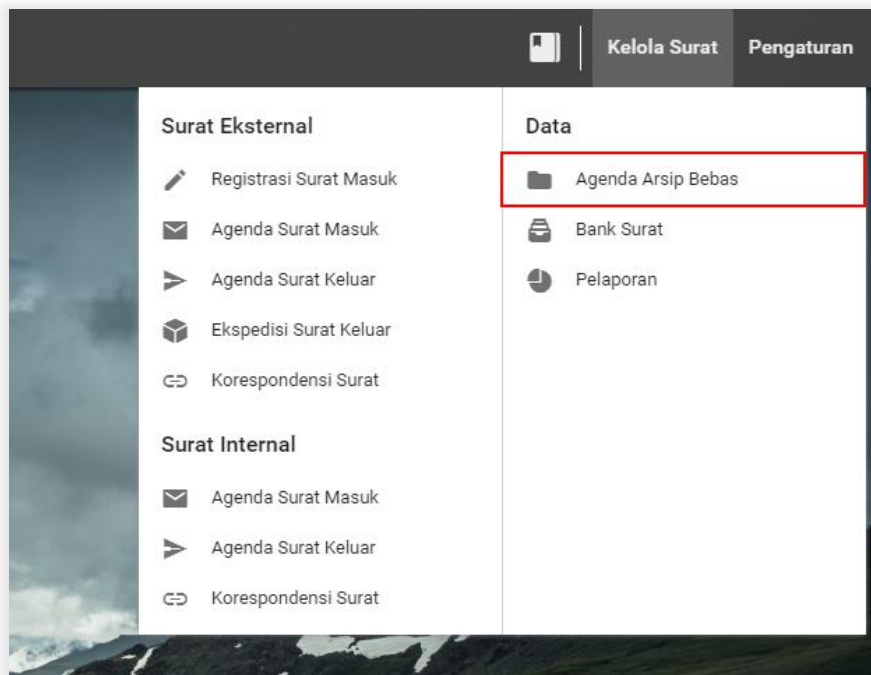 Kelola Surat Pengaturan
Surat Eksternal
Registrasi Surat Masuk
Agenda Surat Masuk
Agenda Surat Keluar
Ekspedisi Surat Keluar
Korespondensi Surat
Surat Internal
Agenda Surat Masuk
Agenda Surat Keluar
Korespondensi Surat
Data
Agenda Arsip Bebas
Bank Surat
Pelaporan